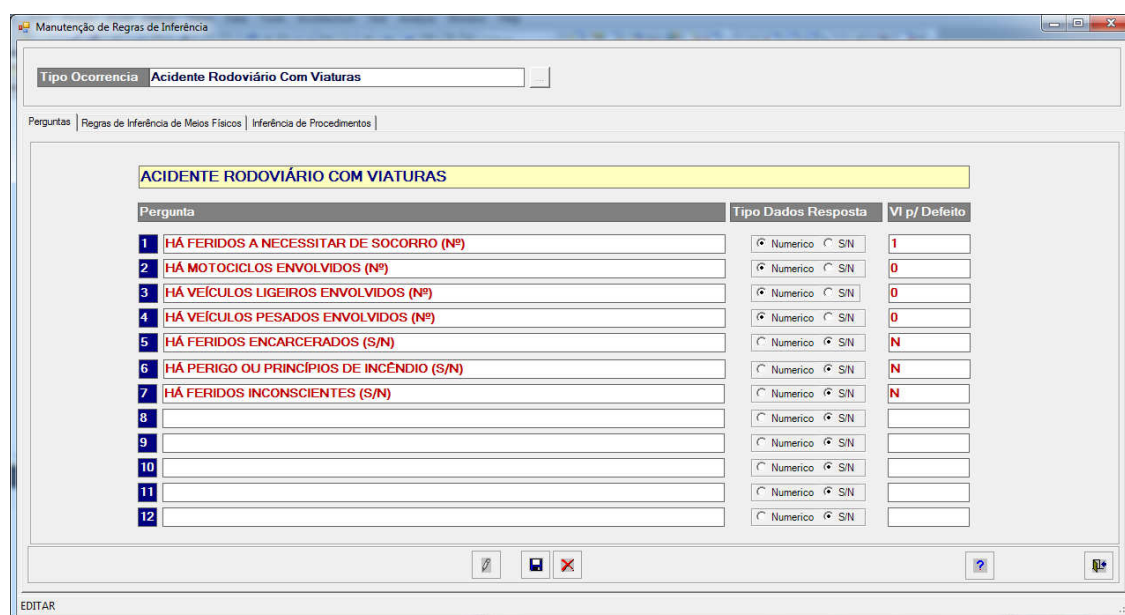 Manutenção de Regras de Inferência
Tipo Ocorrencia Acidente Rodoviário Com Viaturas ...
Perguntas Regras de Inferência de Meios Físicos Inferência de Procedimentos
ACIDENTE RODOVIÁRIO COM VIATURAS
Pergunta Tipo Dados Resposta Vl p/ Defeito
1 HÁ FERIDOS A NECESSITAR DE SOCORRO (Nº) Numerico S/N 1
2 HÁ MOTOCICLOS ENVOLVIDOS (Nº) Numerico S/N 0
3 HÁ VEÍCULOS LIGEIROS ENVOLVIDOS (Nº) Numerico S/N 0
4 HÁ VEÍCULOS PESADOS ENVOLVIDOS (Nº) Numerico S/N 0
5 HÁ FERIDOS ENCARCERADOS (S/N) Numerico S/N N
6 HÁ PERIGO OU PRINCÍPIOS DE INCÊNDIO (S/N) Numerico S/N N
7 HÁ FERIDOS INCONSCIENTES (S/N) Numerico S/N N
8 Numerico S/N
9 Numerico S/N
10 Numerico S/N
11 Numerico S/N
12 Numerico S/N
?
EDITAR